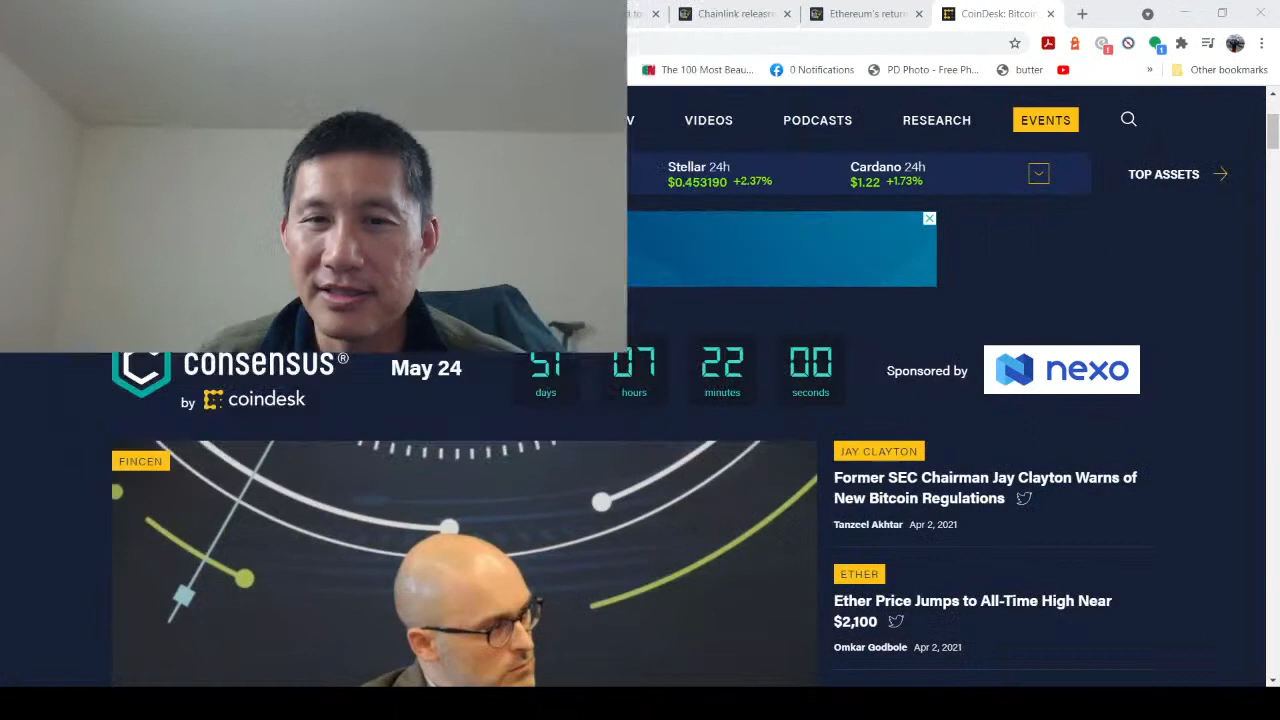 Chainlink releasre
Ethereum's retur
CoinDesk: Bitcoin
The 100 Most Beau...
0 Notifications
PD Photo - Free Ph...
butter
»
Other bookmarks
V
VIDEOS
PODCASTS
RESEARCH
EVENTS
Stellar 24h
$0.453190 +2.37%
Cardano 24h
$1.22 +1.73%
TOP ASSETS
consensus®
by coindesk
May 24
51 07 22 00
days hours minutes seconds
Sponsored by
nexo
FINCEN
JAY CLAYTON
Former SEC Chairman Jay Clayton Warns of
New Bitcoin Regulations
Tanzeel Akhtar Apr 2, 2021
ETHER
Ether Price Jumps to All-Time High Near
$2,100
Omkar Godbole Apr 2, 2021